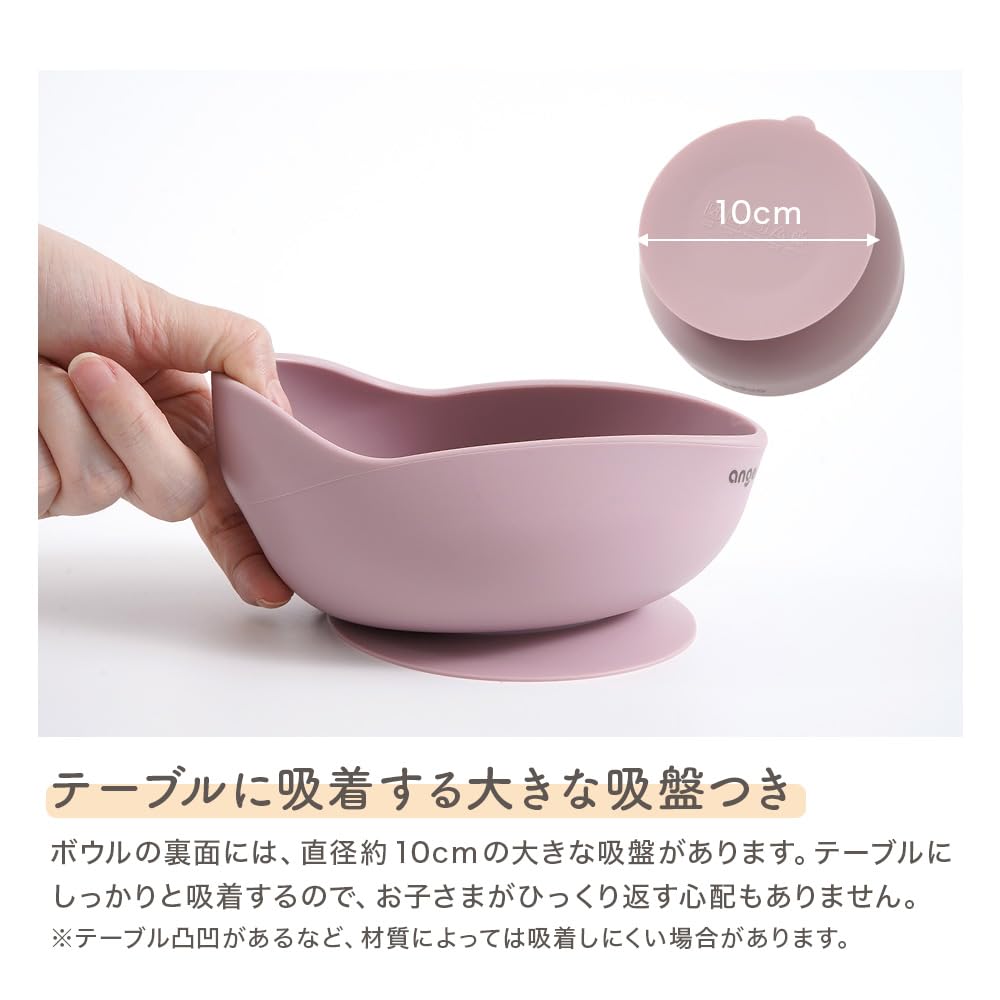 10cm
テーブルに吸着する大きな吸盤つき
ボウルの裏面には、直径約10cmの大きな吸盤があります。テーブルに
しっかりと吸着するので、お子さまがひっくり返す心配もありません。
※テーブル凸凹があるなど、材質によっては吸着しにくい場合があります。